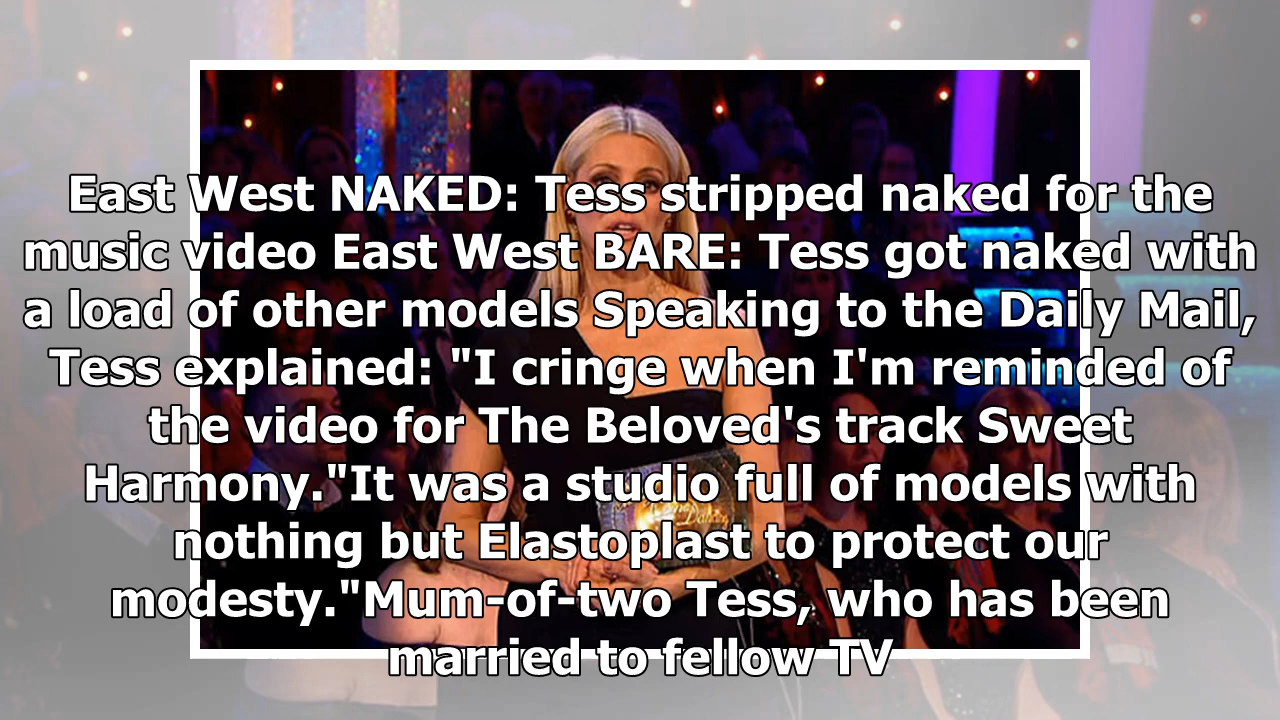 East West NAKED: Tess stripped naked for the
music video East West BARE: Tess got naked with
a load of other models Speaking to the Daily Mail,
Tess explained: "I cringe when I'm reminded of
the video for The Beloved's track Sweet
Harmony."It was a studio full of models with
nothing but Elastoplast to protect our
modesty."Mum-of-two Tess, who has been
married to fellow TV